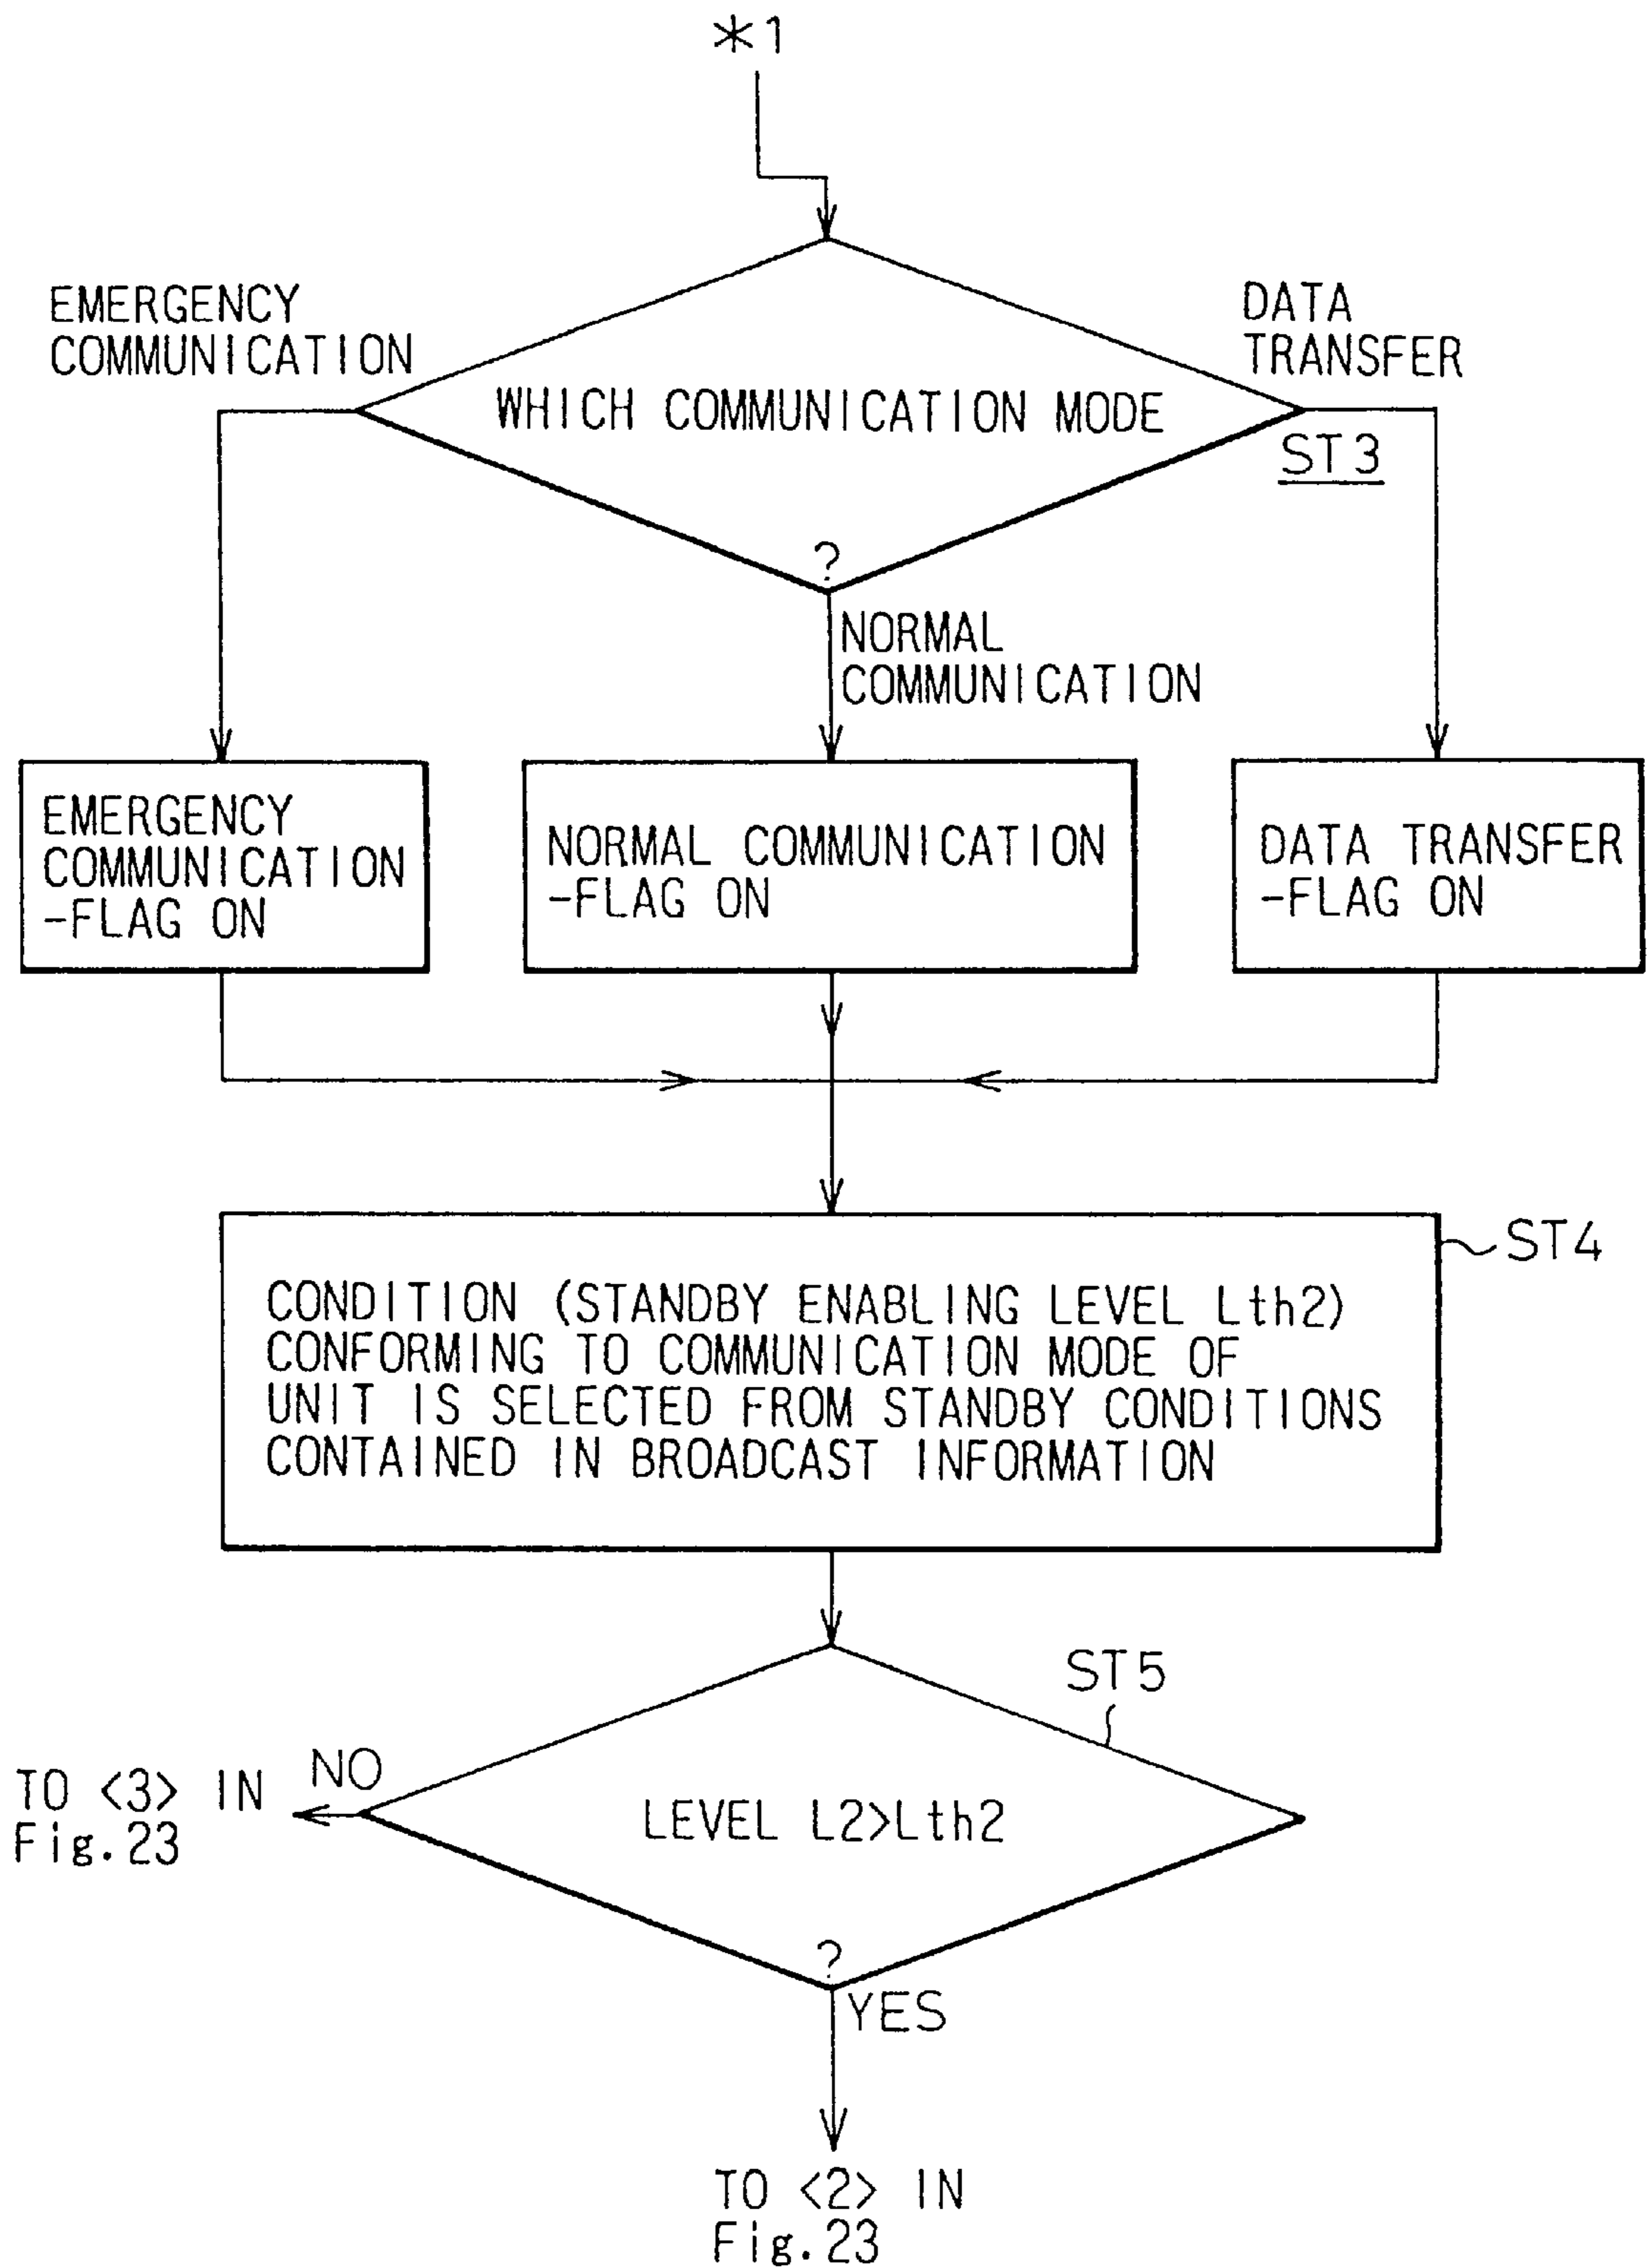 *1
EMERGENCY
COMMUNICATION
DATA
TRANSFER
WHICH COMMUNICATION MODE
ST3
?
NORMAL
COMMUNICATION
EMERGENCY
COMMUNICATION
-FLAG ON
NORMAL COMMUNICATION
-FLAG ON
DATA TRANSFER
-FLAG ON
ST4
CONDITION (STANDBY ENABLING LEVEL Lth2)
CONFORMING TO COMMUNICATION MODE OF
UNIT IS SELECTED FROM STANDBY CONDITIONS
CONTAINED IN BROADCAST INFORMATION
ST5
NO
TO <3> IN
Fig.23
LEVEL L2>Lth2
?
YES
TO <2> IN
Fig.23